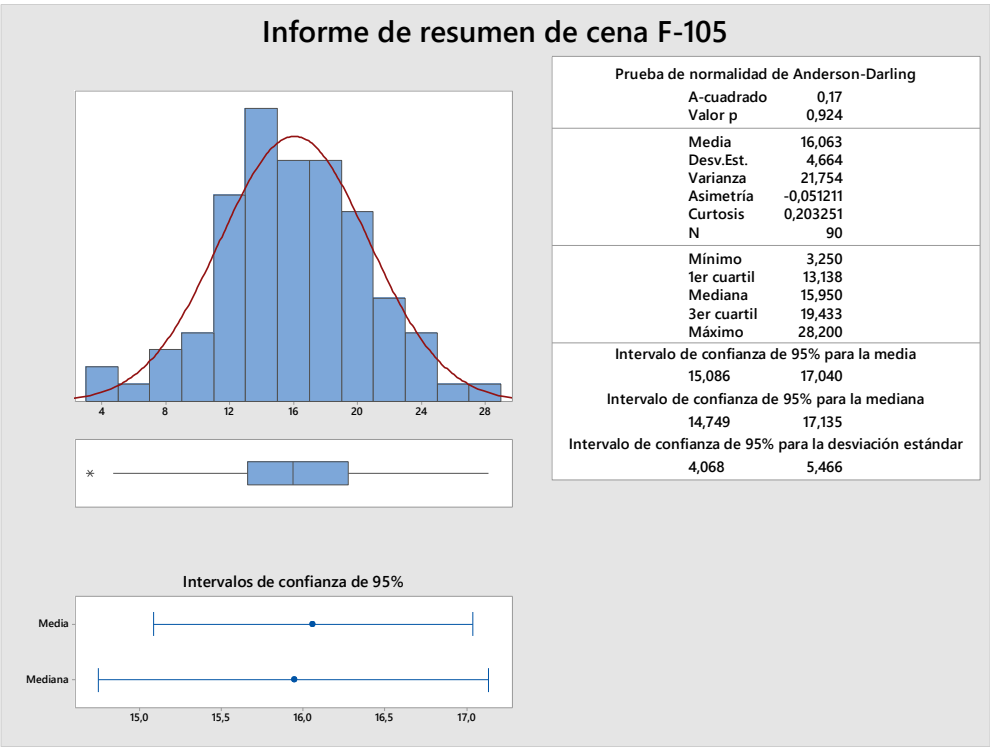 Informe de resumen de cena F-105
Prueba de normalidad de Anderson-Darling
A-cuadrado 0,17
Valor p 0,924
Media 16,063
Desv.Est. 4,664
Varianza 21,754
Asimetría -0,051211
Curtosis 0,203251
N 90
Mínimo 3,250
1er cuartil 13,138
Mediana 15,950
3er cuartil 19,433
Máximo 28,200
Intervalo de confianza de 95% para la media
15,086 17,040
Intervalo de confianza de 95% para la mediana
14,749 17,135
Intervalo de confianza de 95% para la desviación estándar
4,068 5,466
4 8 12 16 20 24 28
Intervalos de confianza de 95%
Media
Mediana
15,0 15,5 16,0 16,5 17,0